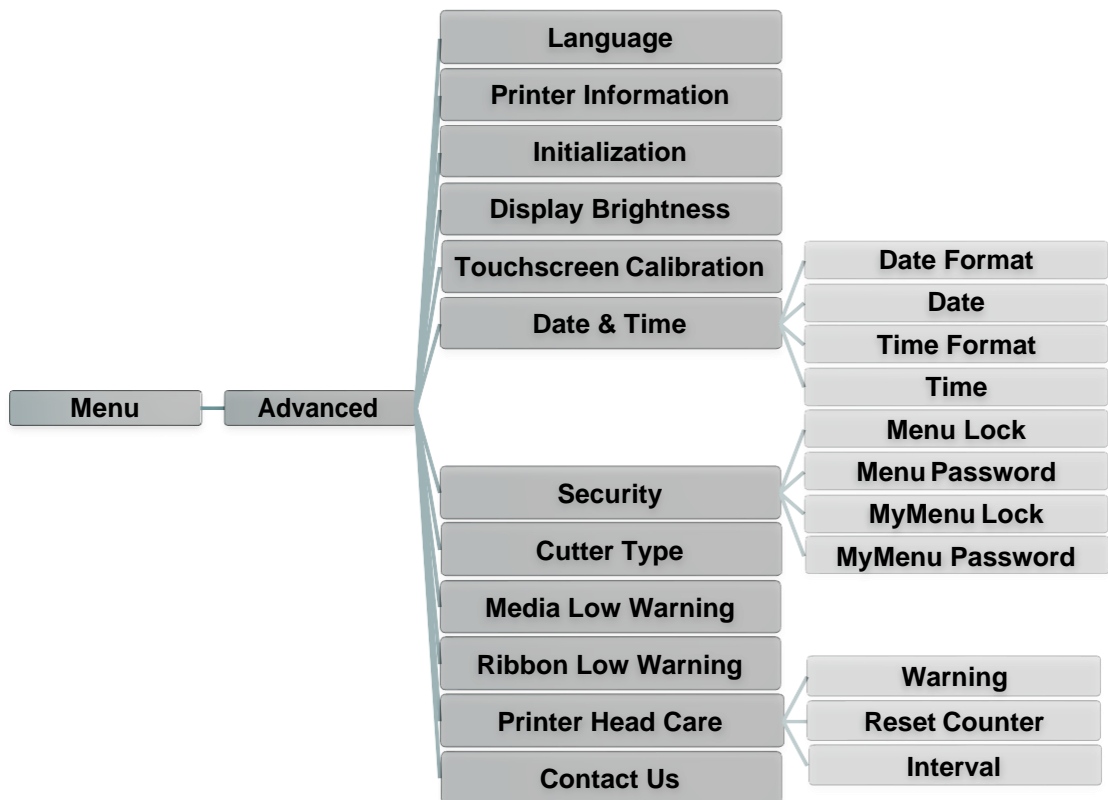 Menu
Advanced
Language
Printer Information
Initialization
Display Brightness
Touchscreen Calibration
Date & Time
Date Format
Date
Time Format
Time
Security
Menu Lock
Menu Password
MyMenu Lock
MyMenu Password
Cutter Type
Media Low Warning
Ribbon Low Warning
Printer Head Care
Warning
Reset Counter
Interval
Contact Us